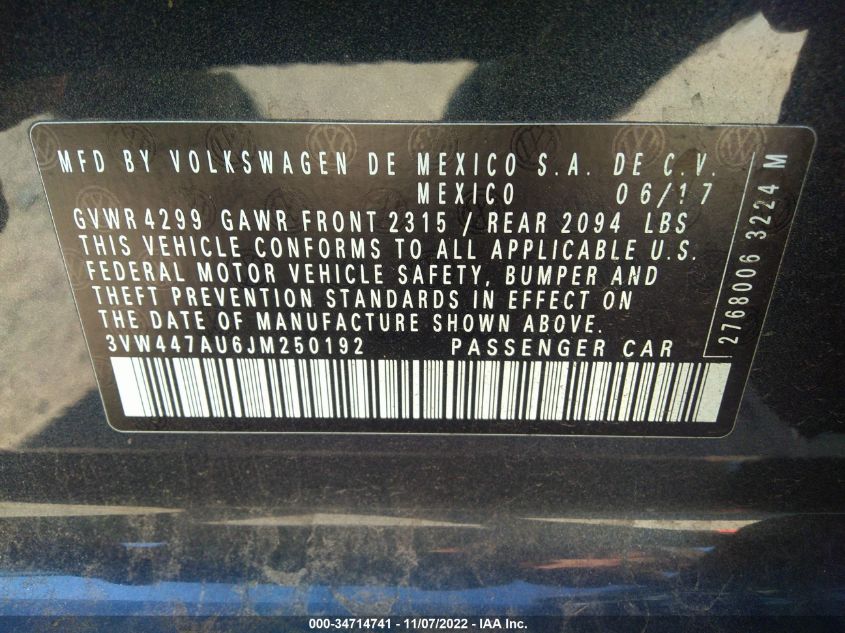 MFD BY VOLKSWAGEN DE MEXICO S.A. DE C.V.
MEXICO 06/17
GVWR 4299 GAWR FRONT 2315 / REAR 2094 LBS
THIS VEHICLE CONFORMS TO ALL APPLICABLE U.S.
FEDERAL MOTOR VEHICLE SAFETY, BUMPER AND
THEFT PREVENTION STANDARDS IN EFFECT ON
THE DATE OF MANUFACTURE SHOWN ABOVE.
3VW447AU6JM250192 PASSENGER CAR
2768006 3224 M
000-34714741 - 11/07/2022 - IAA Inc.